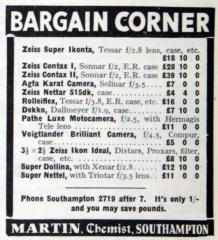 BARGAIN CORNER
Zeiss Super Ikonta, Tessar f/2.8 lens, case, etc.
£18 10 0
Zeiss Contax I, Sonnar f/2, E.R. case £28 10 0
Zeiss Contax II, Sonnar f/2, E.R. case £39 10 0
Agfa Karat Camera, Solinar f/3.5. £7 0 0
Zeiss Nettar 515dk, case £4 0 0
Rolleiflex, Tessar f/3.8, E.R. case, etc. £16 0 0
Dekko, Dallmeyer f/1.9, case, £7 10 0
Pathe Luxe Motocamera, f/2.5, with Hermagis
Tele lens £11 0 0
Voigtlander Brilliant Camera, f/4.5, Compur,
case £5 0 0
3½ × 2½ Zeiss Ikon Ideal, Distars, Proxars, filter,
case, etc. £8 10 0
Super Dollina, with Xenar f/2.8 £12 10 0
Super Nettel, with Triotar f/3.5 lens £11 0 0
Phone Southampton 2719 after 7. It's only 1/-
and you may save pounds.
MARTIN, Chemist, SOUTHAMPTON